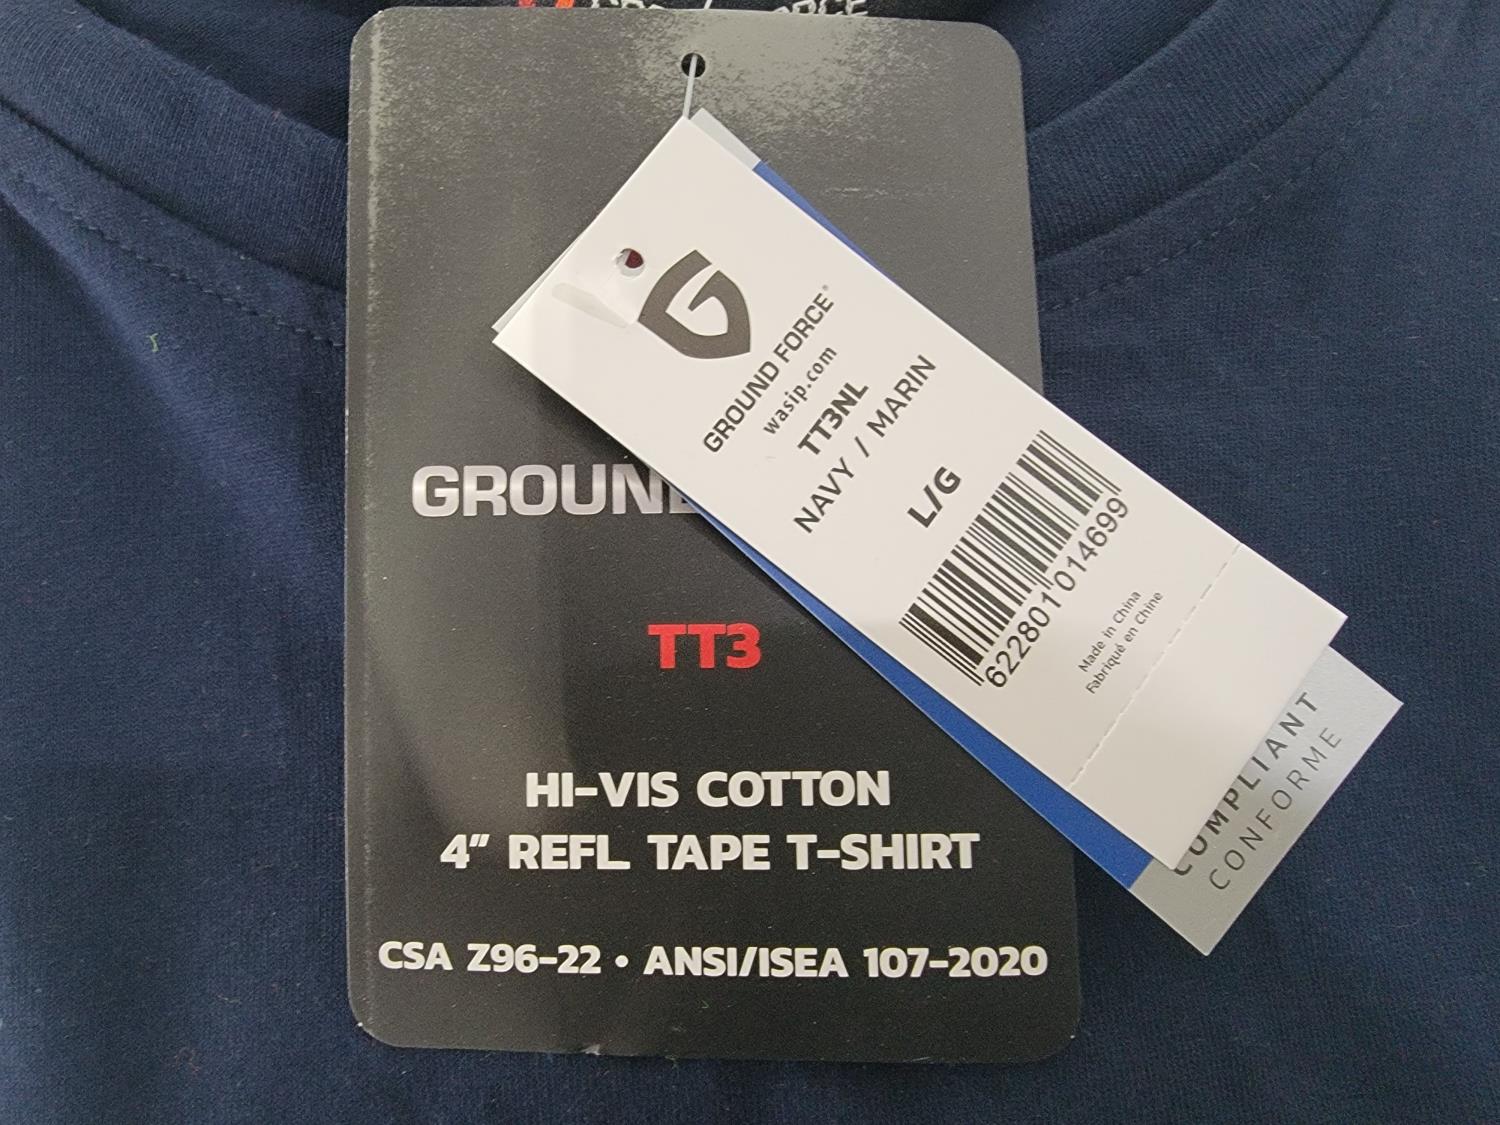 GROUN
TT3
HI-VIS COTTON
4" REFL TAPE T-SHIRT
CSA Z96-22 • ANSI/ISEA 107-2020
G
GROUND FORCE®
wasip.com
TT3NL
NAVY / MARIN
L/G
622801014699
Made in China
Fabriqué en Chine
COMPLIANT
CONFORME